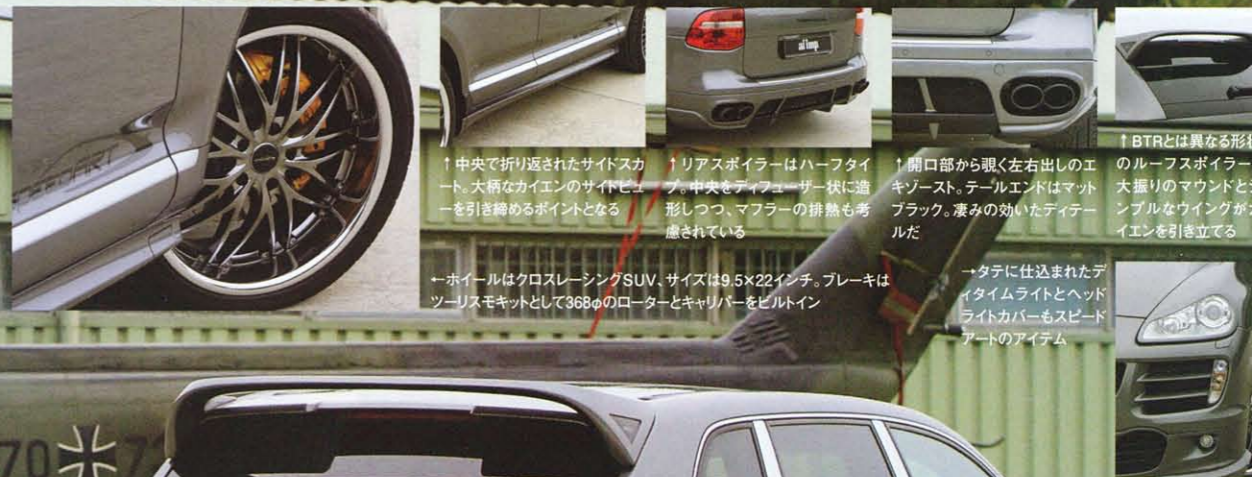 al Imp.
↑中央で折り返されたサイドスカ
ート。大柄なカイエンのサイドビュ
ーを引き締めるポイントとなる
↑リアスポイラーはハーフタイ
プ。中央をディフューザー状に造
形しつつ、マフラーの排熱も考
慮されている
↑開口部から覗く左右出しのエ
キゾースト。テールエンドはマット
ブラック。凄みの効いたディテー
ルだ
↑BTRとは異なる形状
のルーフスポイラー
大振りのマウンドと
ンプルなウイングが
イエンを引き立てる
←ホイールはクロスレーシングSUV、サイズは9.5×22インチ。ブレーキは
ツーリスモキットとして368φのローターとキャリパーをビルトイン
→タテに仕込まれたデ
ィタイムライトとヘッド
ライトカバーもスピード
アートのアイテム
70